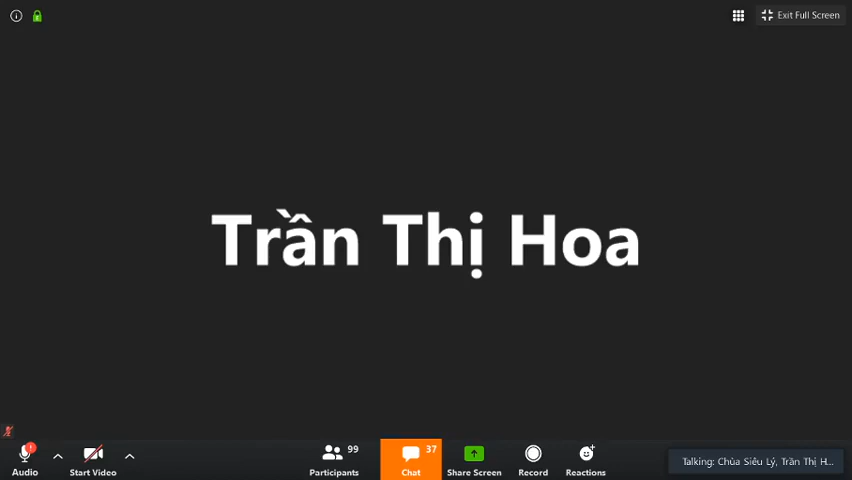 Exit Full Screen
Trần Thị Hoa
Audio
Start Video
99
Participants
37
Chat
Share Screen
Record
Reactions
Talking: Chùa Siêu Lý, Trần Thị H...